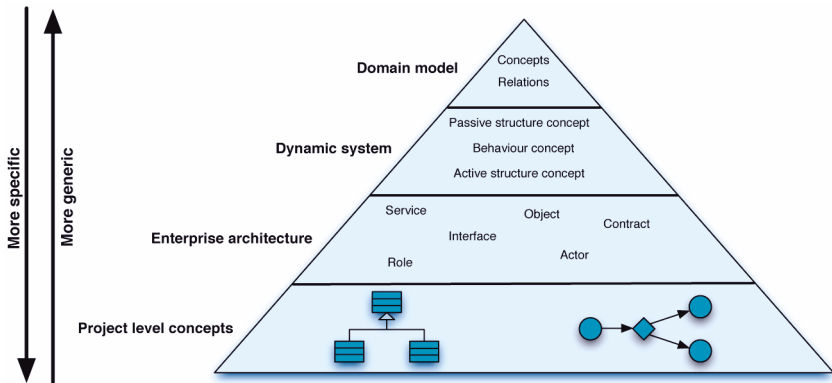 More specific
More generic
Domain model
Concepts
Relations
Dynamic system
Passive structure concept
Behaviour concept
Active structure concept
Enterprise architecture
Service
Object
Contract
Interface
Role
Actor
Project level concepts